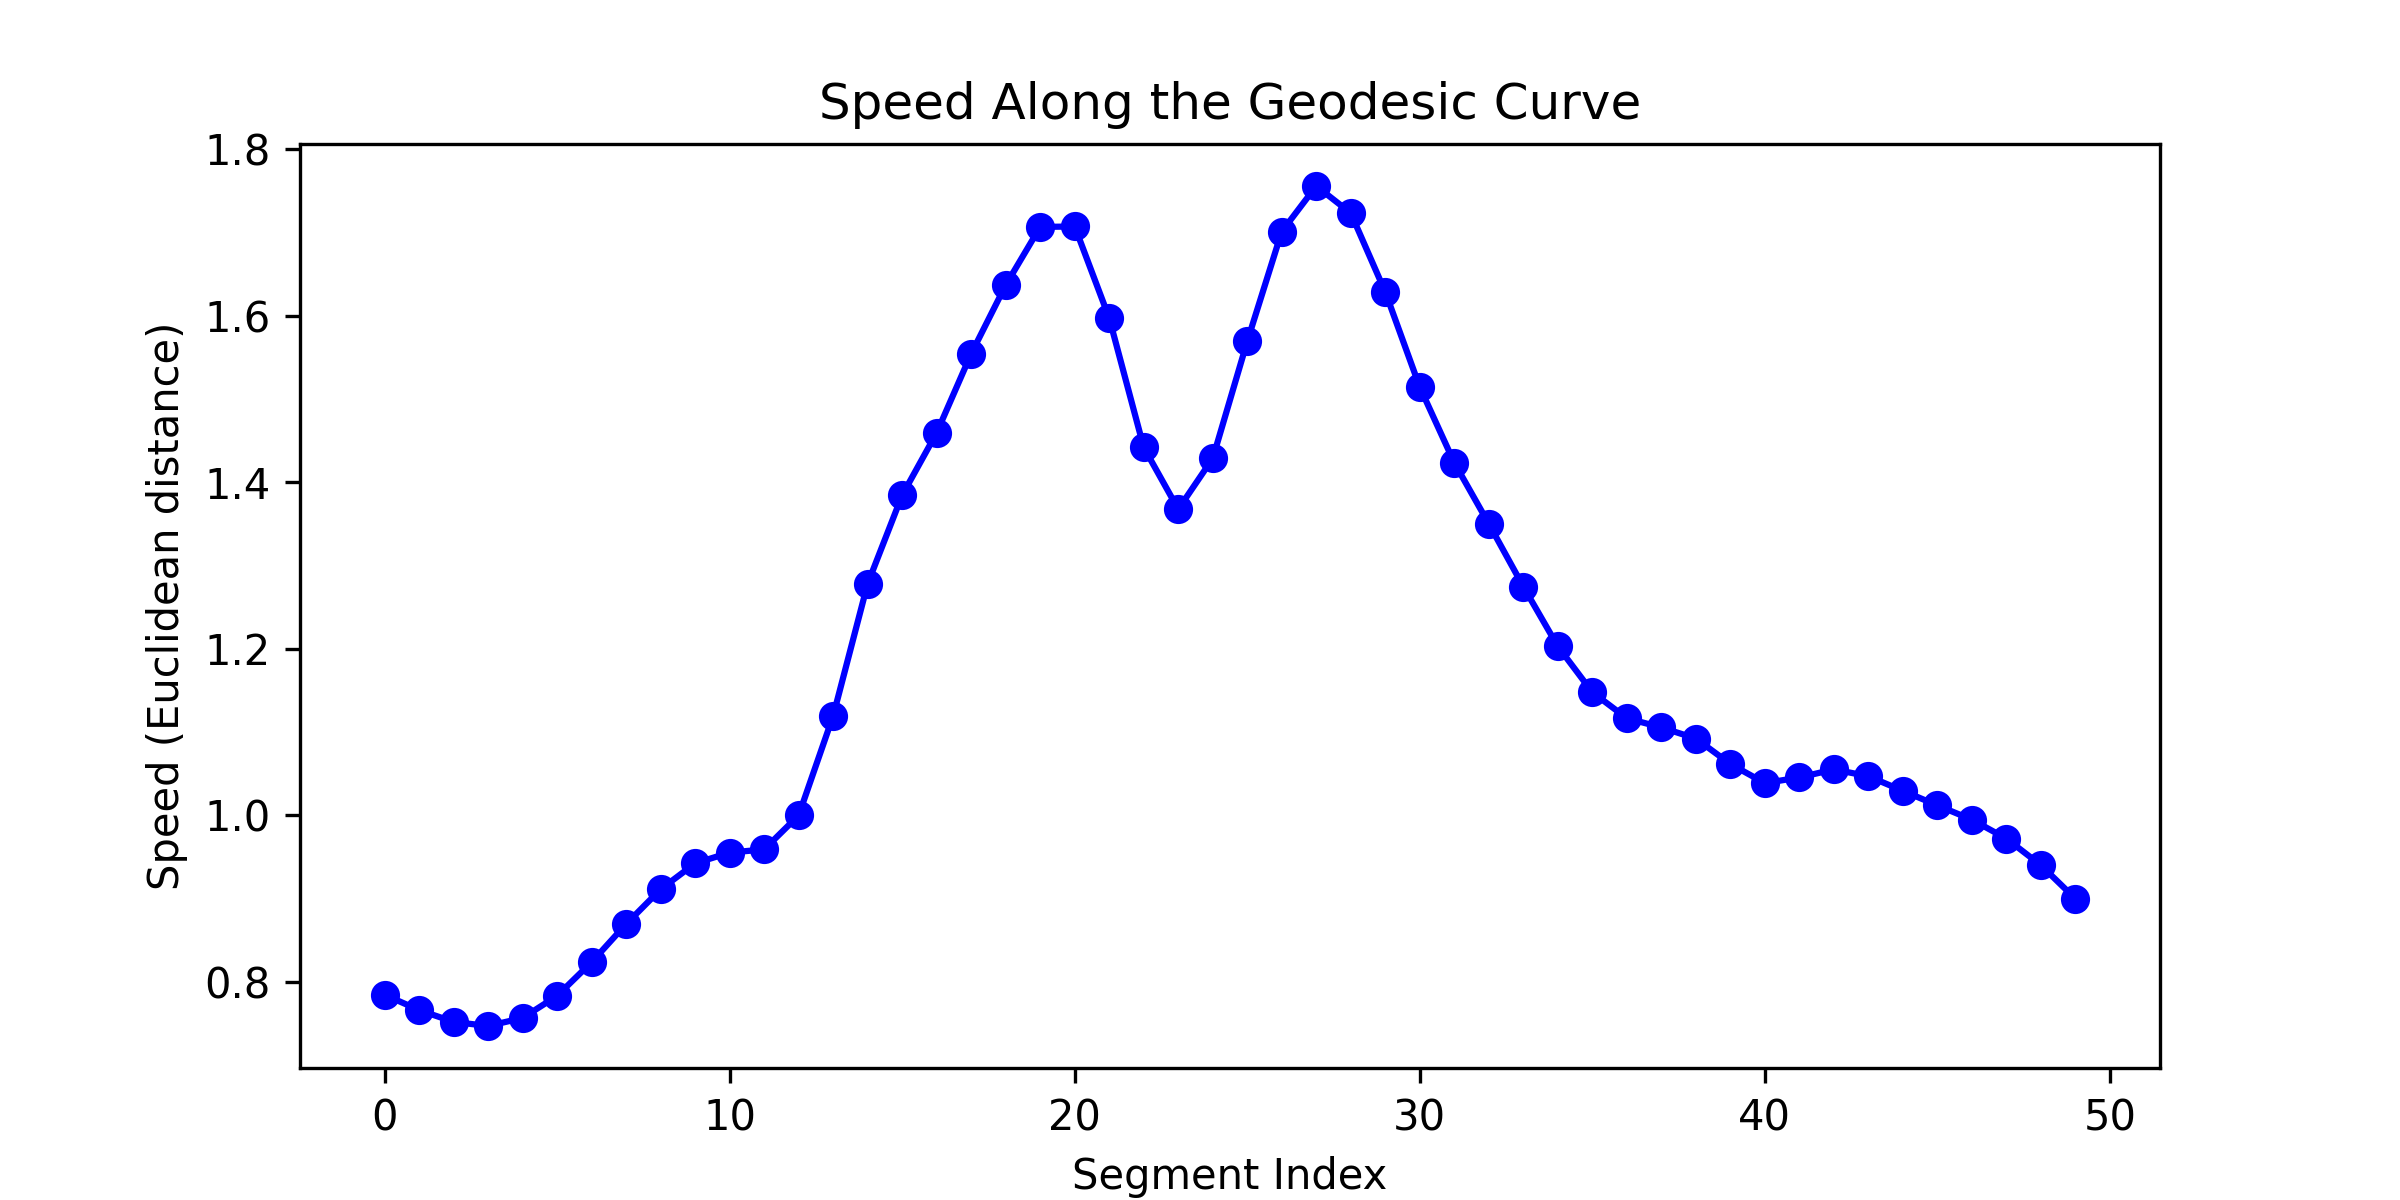 Speed Along the Geodesic Curve
1.8
1.6
1.4
1.2
1.0
0.8
Speed (Euclidean distance)
0 10 20 30 40 50
Segment Index